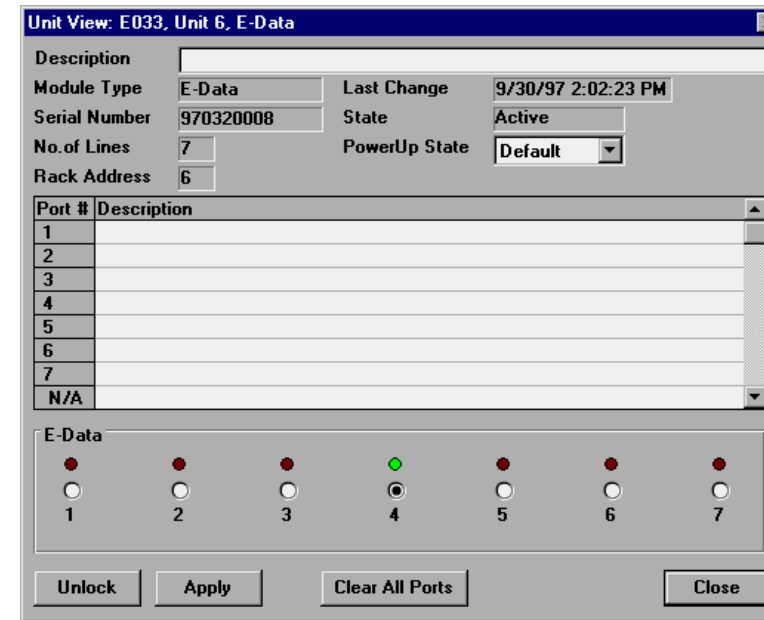 Unit View: E033, Unit 6, E-Data
Description
Module Type E-Data Last Change 9/30/97 2:02:23 PM
Serial Number 970320008 State Active
No.of Lines 7 PowerUp State Default
Rack Address 6
Port # Description
1
2
3
4
5
6
7
N/A
E-Data
1 2 3 4 5 6 7
Unlock Apply Clear All Ports Close